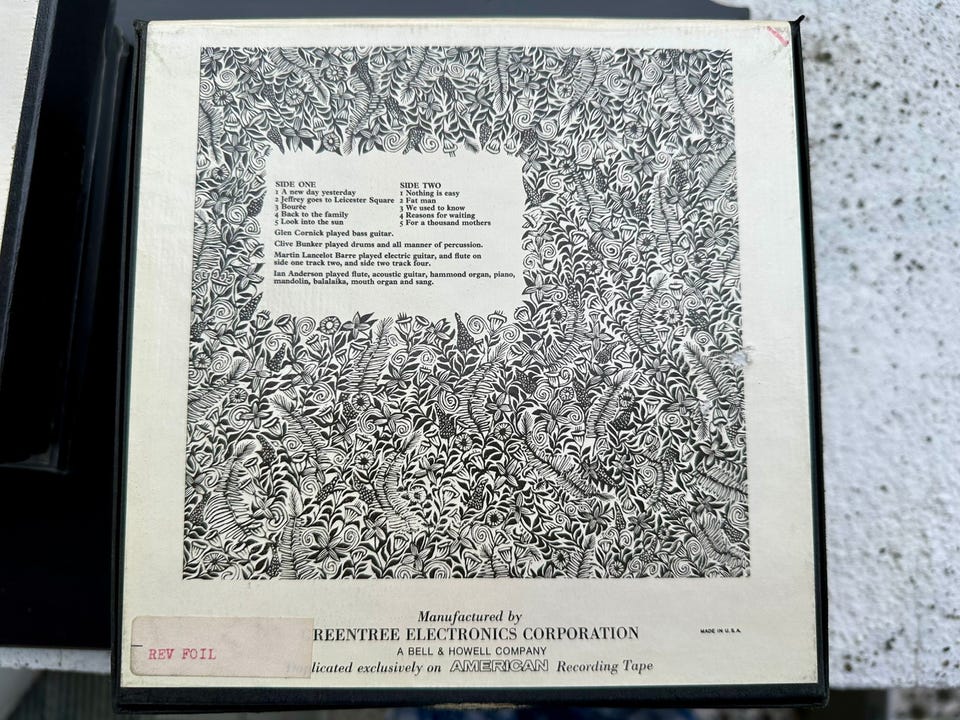 SIDE ONE
1 A new day yesterday
2 Jeffrey goes to Leicester Square
3 Bourée
4 Back to the family
5 Look into the sun
SIDE TWO
1 Nothing is easy
2 Fat man
3 We used to know
4 Reasons for waiting
5 For a thousand mothers
Glen Cornick played bass guitar.
Clive Bunker played drums and all manner of percussion.
Martin Lancelot Barre played electric guitar, and flute on
side one track two, and side two track four.
Ian Anderson played flute, acoustic guitar, hammond organ, piano,
mandolin, balalaika, mouth organ and sang.
Manufactured by
REENTREE ELECTRONICS CORPORATION
A BELL & HOWELL COMPANY
plicated exclusively on AMERICAN Recording Tape
MADE IN U.S.A.
REV FOIL